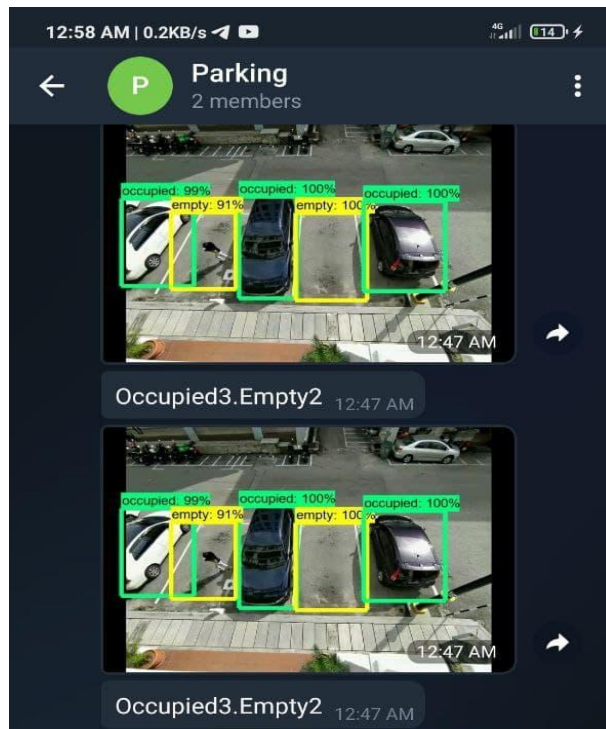 12:58 AM | 0.2KB/s
4G
14
P
Parking
2 members
occupied: 99% occupied: 100% occupied: 100%
empty: 91% empty: 100%
12:47 AM
Occupied3.Empty2 12:47 AM
occupied: 99% occupied: 100% occupied: 100%
empty: 91% empty: 100%
12:47 AM
Occupied3.Empty2 12:47 AM